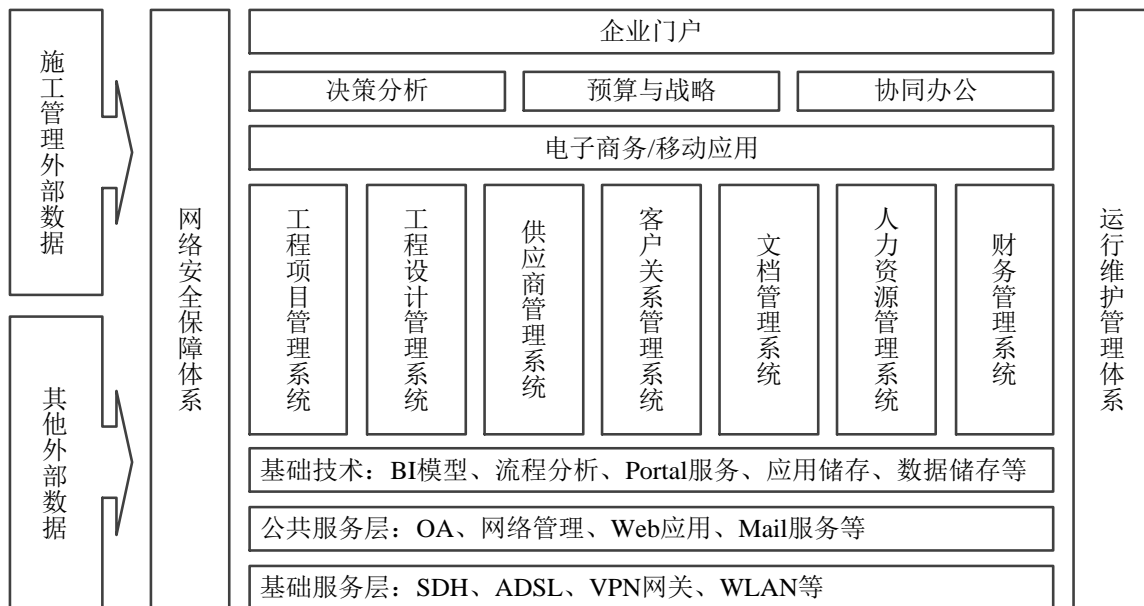 施工管理外部数据
其他外部数据
网络安全保障体系
企业门户
决策分析
预算与战略
协同办公
电子商务/移动应用
工程项目管理系统
工程设计管理系统
供应商管理系统
客户关系管理系统
文档管理系统
人力资源管理系统
财务管理系统
基础技术：BI模型、流程分析、Portal服务、应用储存、数据储存等
公共服务层：OA、网络管理、Web应用、Mail服务等
基础服务层：SDH、ADSL、VPN网关、WLAN等
运行维护管理体系